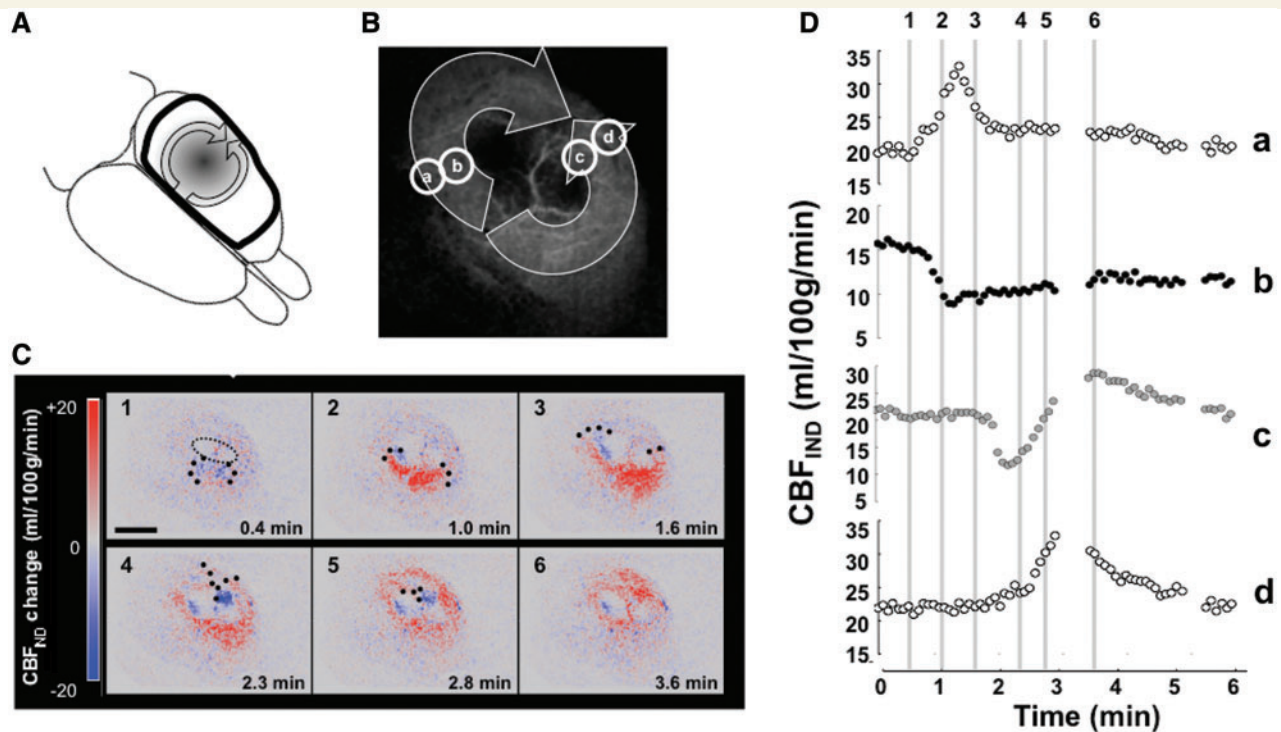 A
B
a
b
c
d
C
CBF_ND change (ml/100g/min)
+20
0
-20
1
0.4 min
2
1.0 min
3
1.6 min
4
2.3 min
5
2.8 min
6
3.6 min
D
1 2 3 4 5 6
CBF_IND (ml/100g/min)
35
30
25
20
15
a
20
15
10
5
b
30
25
20
15
10
5
c
35
30
25
20
15
d
0 1 2 3 4 5 6
Time (min)